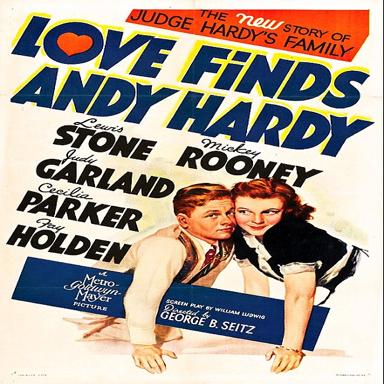 THE new STORY OF
JUDGE HARDY'S FAMILY
LOVE FiNDS
ANDY HARDY
Lewis
STONE
Mickey
ROONEY
Judy
GARLAND
Cecilia
PARKER
Fay
HOLDEN
A
Metro-
Goldwyn-
Mayer
PICTURE
SCREEN PLAY BY WILLIAM LUDWIG
Directed by
GEORGE B. SEITZ